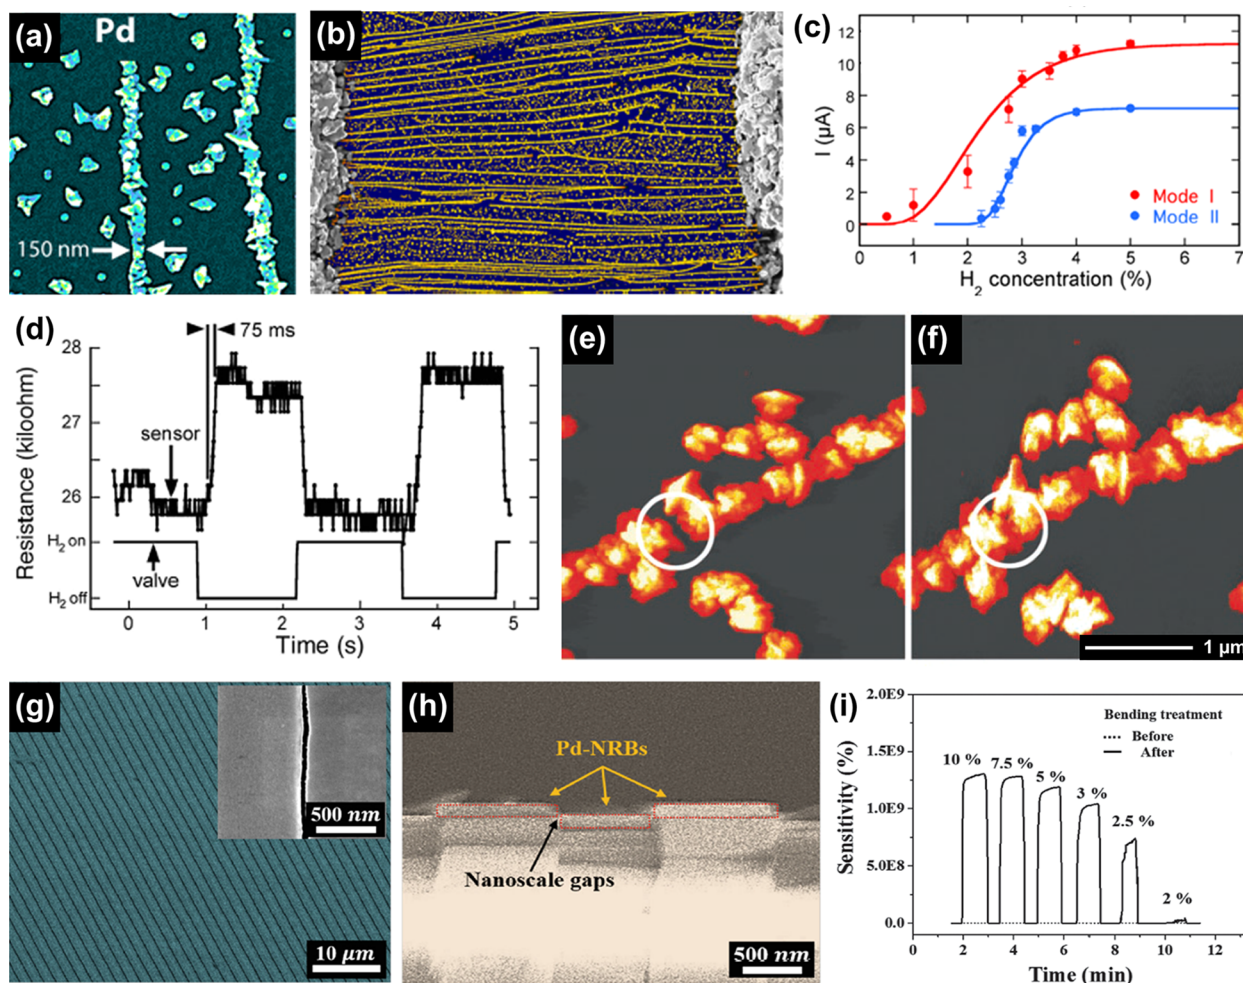 (a)
Pd
150 nm
(b)
(c)
I (µA)
12
10
8
6
4
2
0
Mode I
Mode II
0 1 2 3 4 5 6 7
H₂ concentration (%)
(d)
75 ms
Resistance (kiloohm)
28
27
26
sensor
H₂ on
valve
H₂ off
0 1 2 3 4 5
Time (s)
(e)
(f)
1 µm
(g)
500 nm
10 µm
(h)
Pd-NRBs
Nanoscale gaps
500 nm
(i)
Sensitivity (%)
2.0E9
1.5E9
1.0E9
5.0E8
0.0
Bending treatment
Before
After
10 %
7.5 %
5 %
3 %
2.5 %
2 %
2 4 6 8 10 12
Time (min)